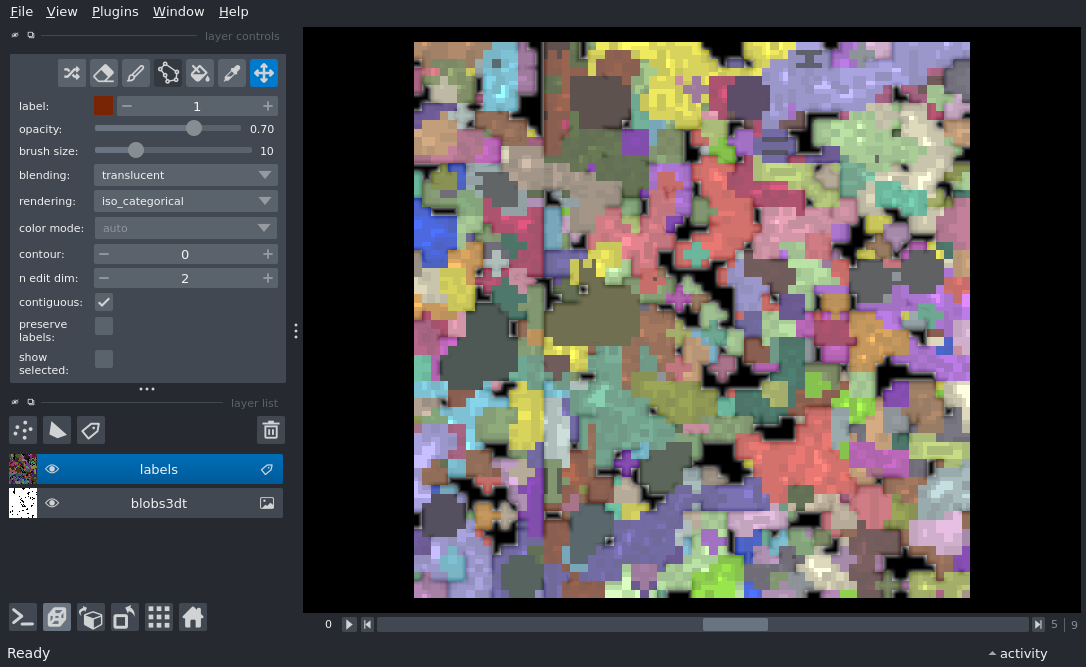 File View Plugins Window Help
layer controls
label: 1
opacity: 0.70
brush size: 10
blending: translucent
rendering: iso_categorical
color mode: auto
contour: 0
n edit dim: 2
contiguous:
preserve
labels:
show
selected:
layer list
labels
blobs3dt
0 5 9
Ready activity